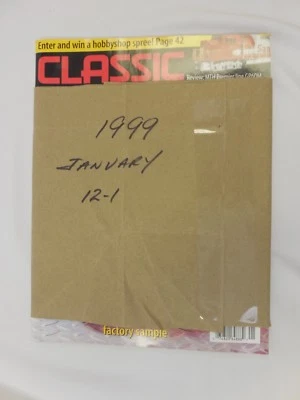 Enter and win a hobbyshop spree! Page 42
CLASSIC
1999
JANUARY
12-1
factory sample